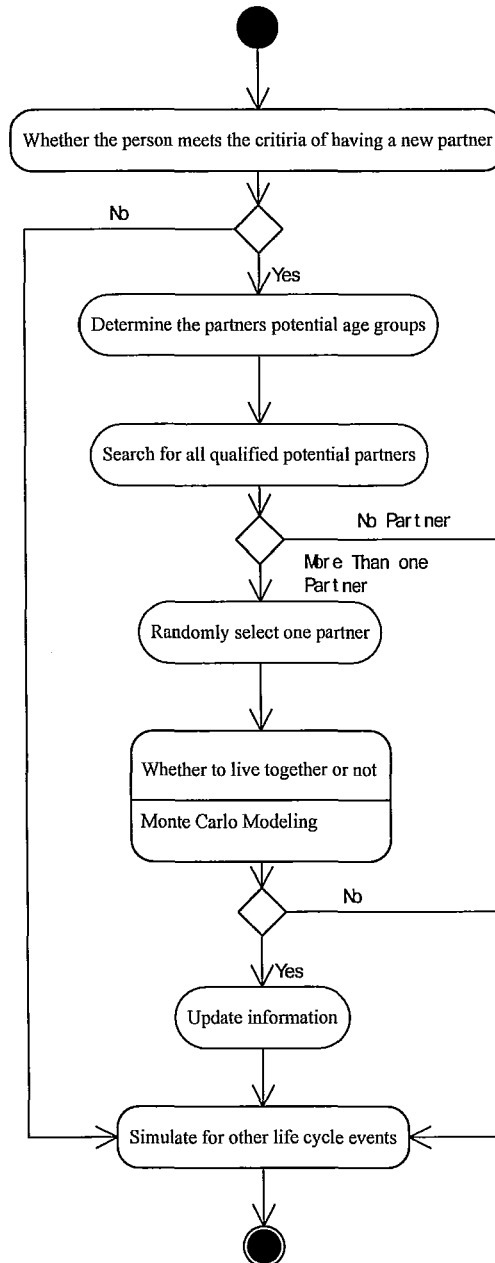 Whether the person meets the critiria of having a new partner
No
Yes
Determine the partners potential age groups
Search for all qualified potential partners
No Partner
More Than one
Partner
Randomly select one partner
Whether to live together or not
Monte Carlo Modeling
No
Yes
Update information
Simulate for other life cycle events